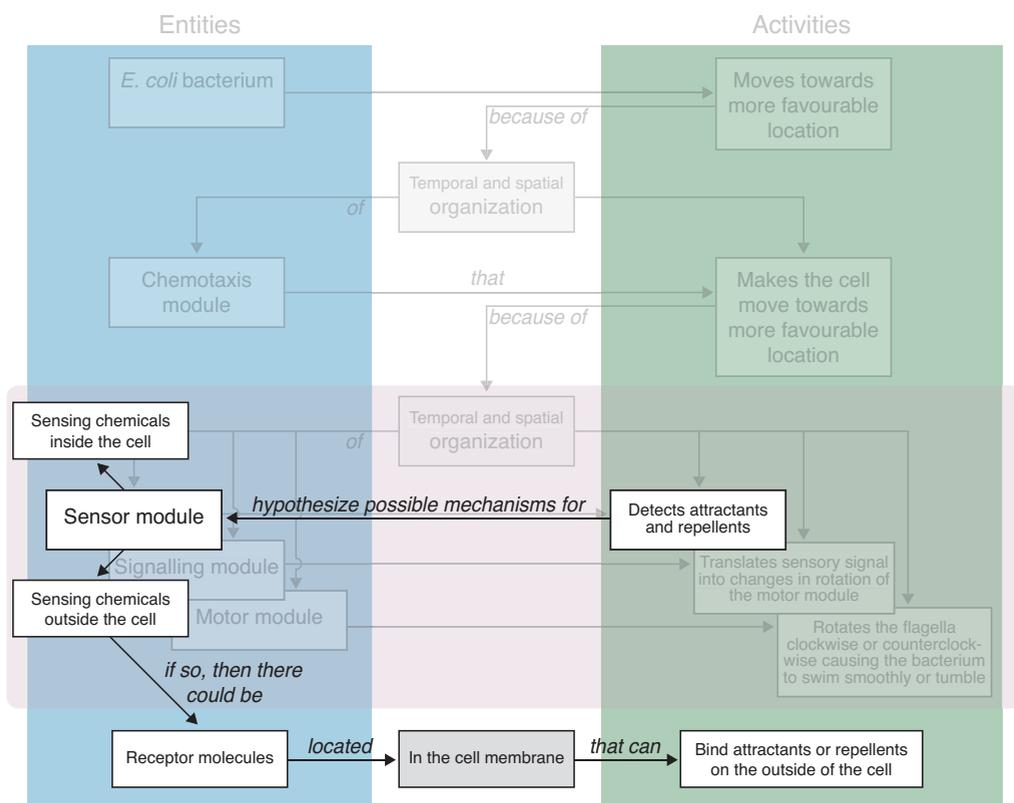 Entities
Activities
E. coli bacterium
Moves towards
more favourable
location
because of
Temporal and spatial
organization
of
Chemotaxis
module
that
Makes the cell
move towards
more favourable
location
because of
Temporal and spatial
organization
of
Sensing chemicals
inside the cell
Sensor module
hypothesize possible mechanisms for
Detects attractants
and repellents
Signalling module
Translates sensory signal
into changes in rotation of
the motor module
Sensing chemicals
outside the cell
Motor module
Rotates the flagella
clockwise or counterclock-
wise causing the bacterium
to swim smoothly or tumble
if so, then there
could be
Receptor molecules
located
In the cell membrane
that can
Bind attractants or repellents
on the outside of the cell